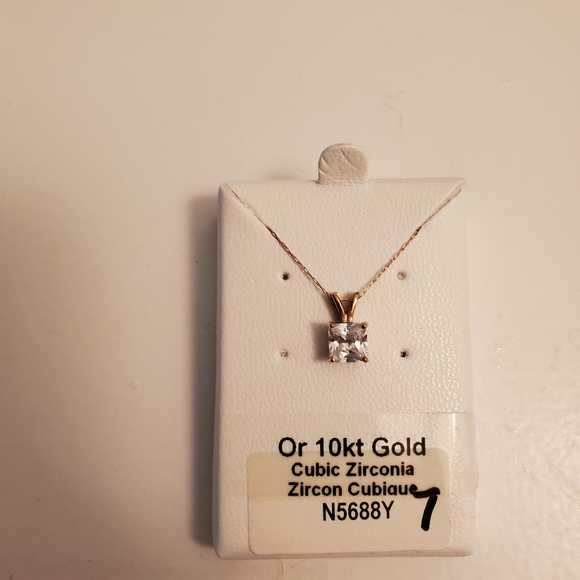 Or 10kt Gold
Cubic Zirconia
Zircon Cubique
N5688Y 7